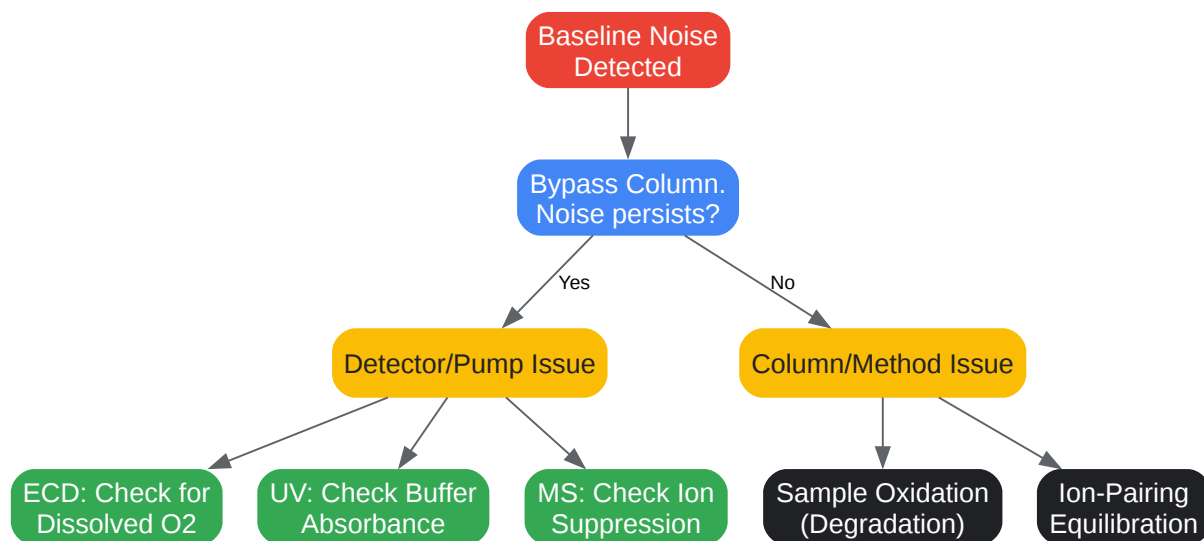 Baseline Noise
Detected
Bypass Column.
Noise persists?
Yes
No
Detector/Pump Issue
Column/Method Issue
ECD: Check for
Dissolved O2
UV: Check Buffer
Absorbance
MS: Check Ion
Suppression
Sample Oxidation
(Degradation)
Ion-Pairing
Equilibration